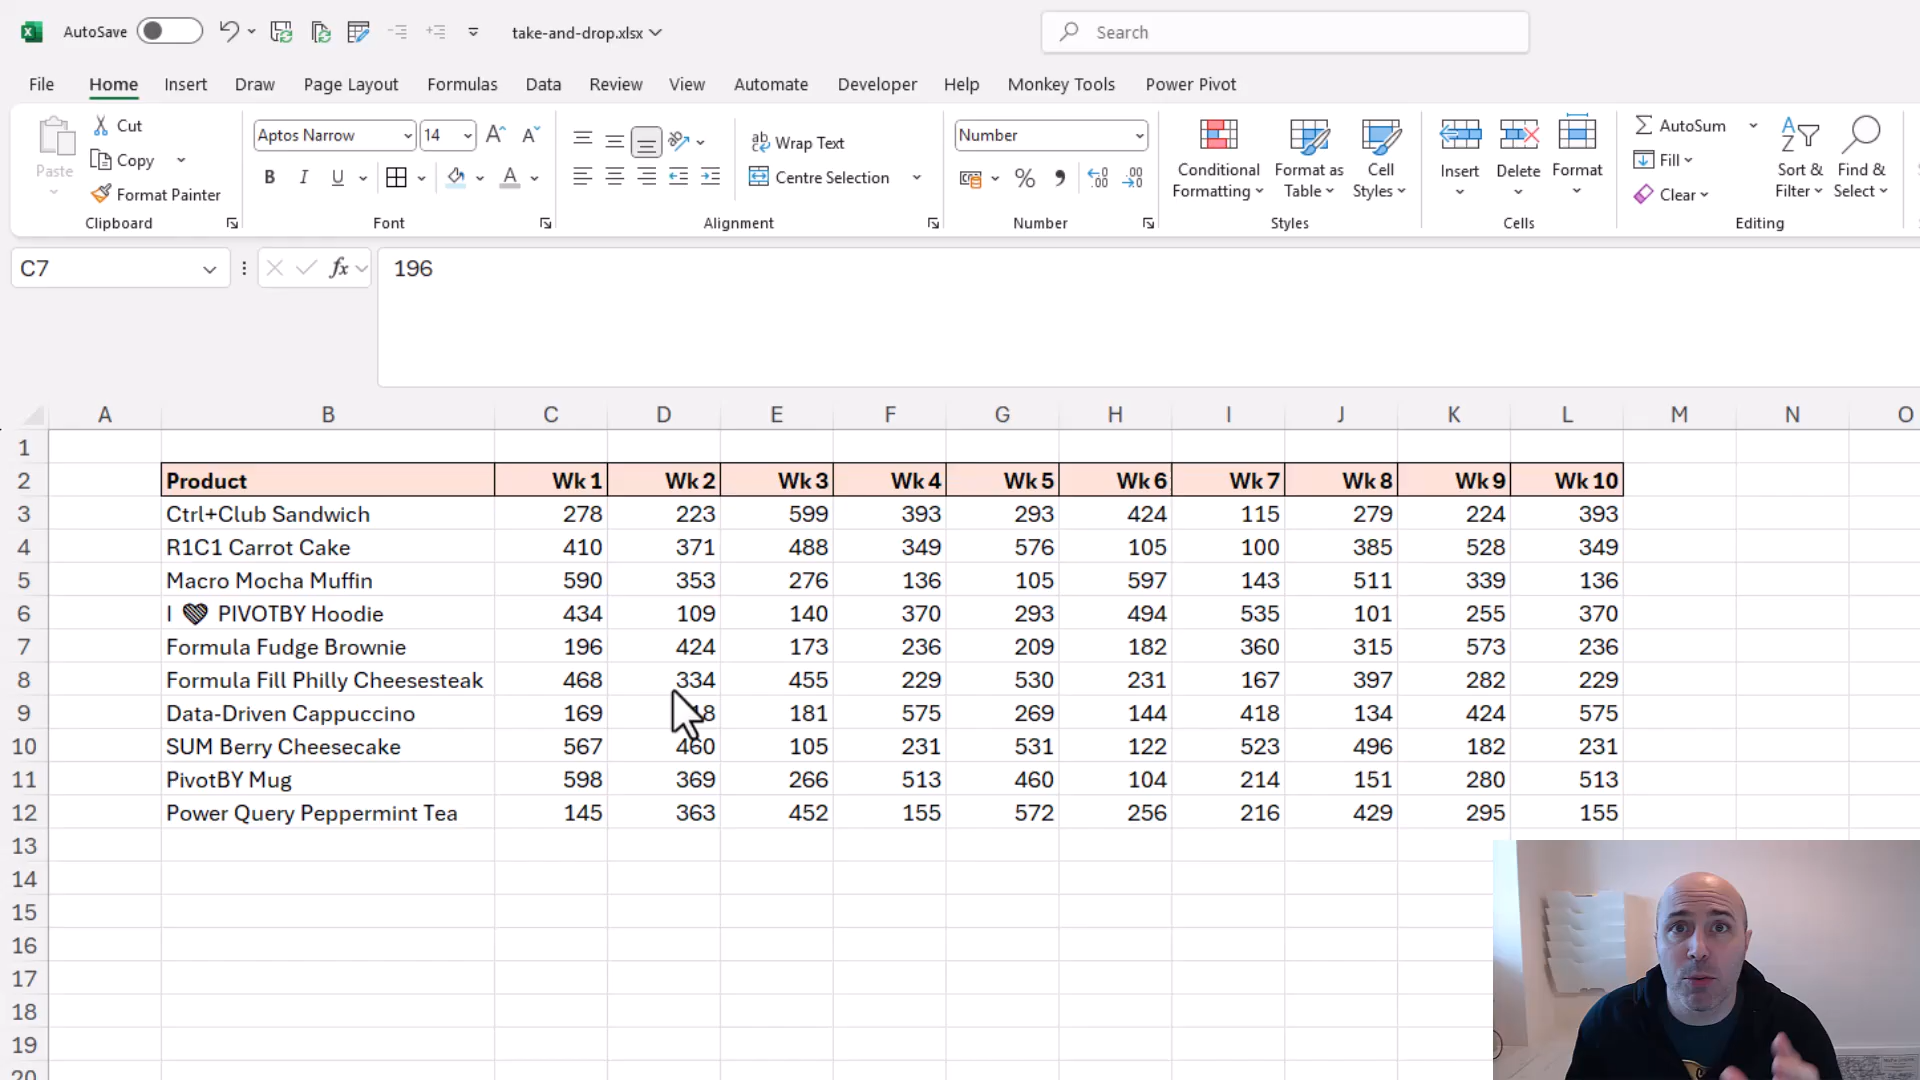 AutoSave
take-and-drop.xlsx
Search
File Home Insert Draw Page Layout Formulas Data Review View Automate Developer Help Monkey Tools Power Pivot
Paste
Cut
Copy
Format Painter
Clipboard
Aptos Narrow 14
B I U
Font
Wrap Text
Centre Selection
Alignment
Number
Number
Conditional Formatting
Format as Table
Cell Styles
Styles
Insert
Delete
Format
Cells
AutoSum
Fill
Clear
Sort & Filter
Find & Select
Editing
C7 fx 196
A B C D E F G H I J K L M N O
1
2 Product Wk 1 Wk 2 Wk 3 Wk 4 Wk 5 Wk 6 Wk 7 Wk 8 Wk 9 Wk 10
3 Ctrl+Club Sandwich 278 223 599 393 293 424 115 279 224 393
4 R1C1 Carrot Cake 410 371 488 349 576 105 100 385 528 349
5 Macro Mocha Muffin 590 353 276 136 105 597 143 511 339 136
6 I 🖤 PIVOTBY Hoodie 434 109 140 370 293 494 535 101 255 370
7 Formula Fudge Brownie 196 424 173 236 209 182 360 315 573 236
8 Formula Fill Philly Cheesesteak 468 334 455 229 530 231 167 397 282 229
9 Data-Driven Cappuccino 169 181 575 269 144 418 134 424 575
10 SUM Berry Cheesecake 567 460 105 231 531 122 523 496 182 231
11 PivotBY Mug 598 369 266 513 460 104 214 151 280 513
12 Power Query Peppermint Tea 145 363 452 155 572 256 216 429 295 155
13
14
15
16
17
18
19
20